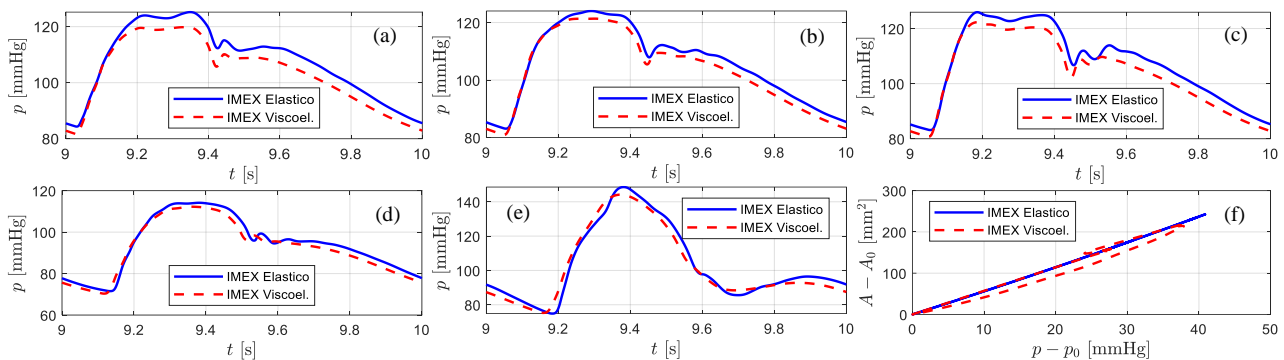 120
100
80
p [mmHg]
(a)
IMEX Elastico
IMEX Viscoel.
9 9.2 9.4 9.6 9.8 10
t [s]
120
100
80
p [mmHg]
(b)
IMEX Elastico
IMEX Viscoel.
9 9.2 9.4 9.6 9.8 10
t [s]
120
100
80
p [mmHg]
(c)
IMEX Elastico
IMEX Viscoel.
9 9.2 9.4 9.6 9.8 10
t [s]
120
100
80
60
p [mmHg]
(d)
IMEX Elastico
IMEX Viscoel.
9 9.2 9.4 9.6 9.8 10
t [s]
140
120
100
80
p [mmHg]
(e)
IMEX Elastico
IMEX Viscoel.
9 9.2 9.4 9.6 9.8 10
t [s]
300
200
100
0
A − A0 [mm²]
IMEX Elastico
IMEX Viscoel.
(f)
0 10 20 30 40 50
p − p0 [mmHg]